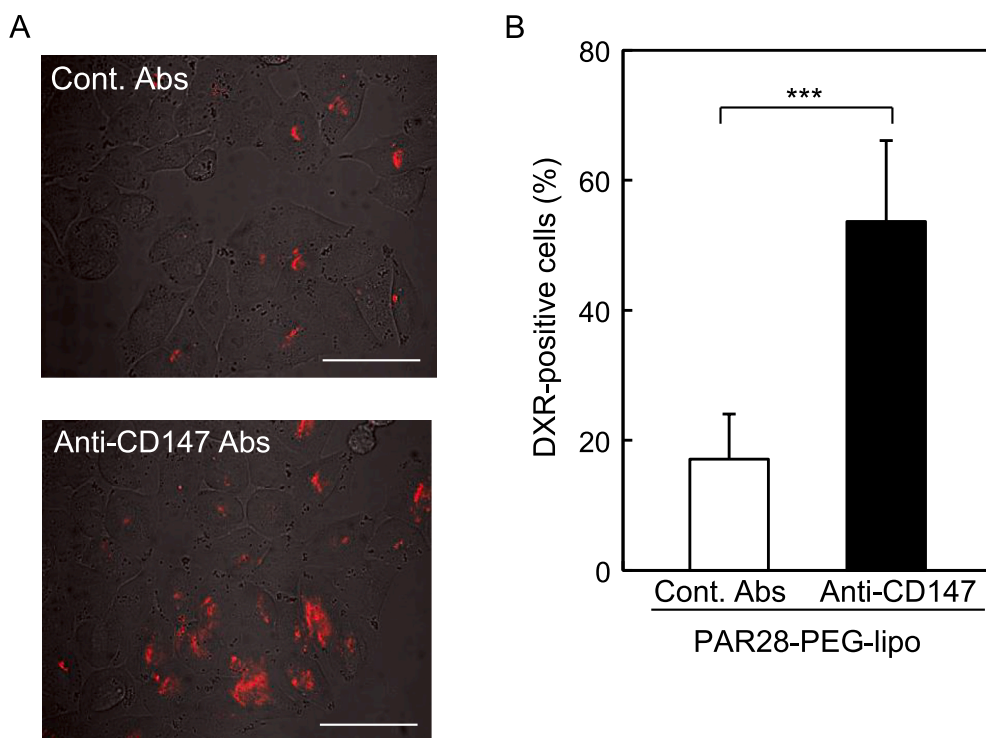 A
Cont. Abs
Anti-CD147 Abs
B
DXR-positive cells (%)
80
60
40
20
0
***
Cont. Abs Anti-CD147
PAR28-PEG-lipo